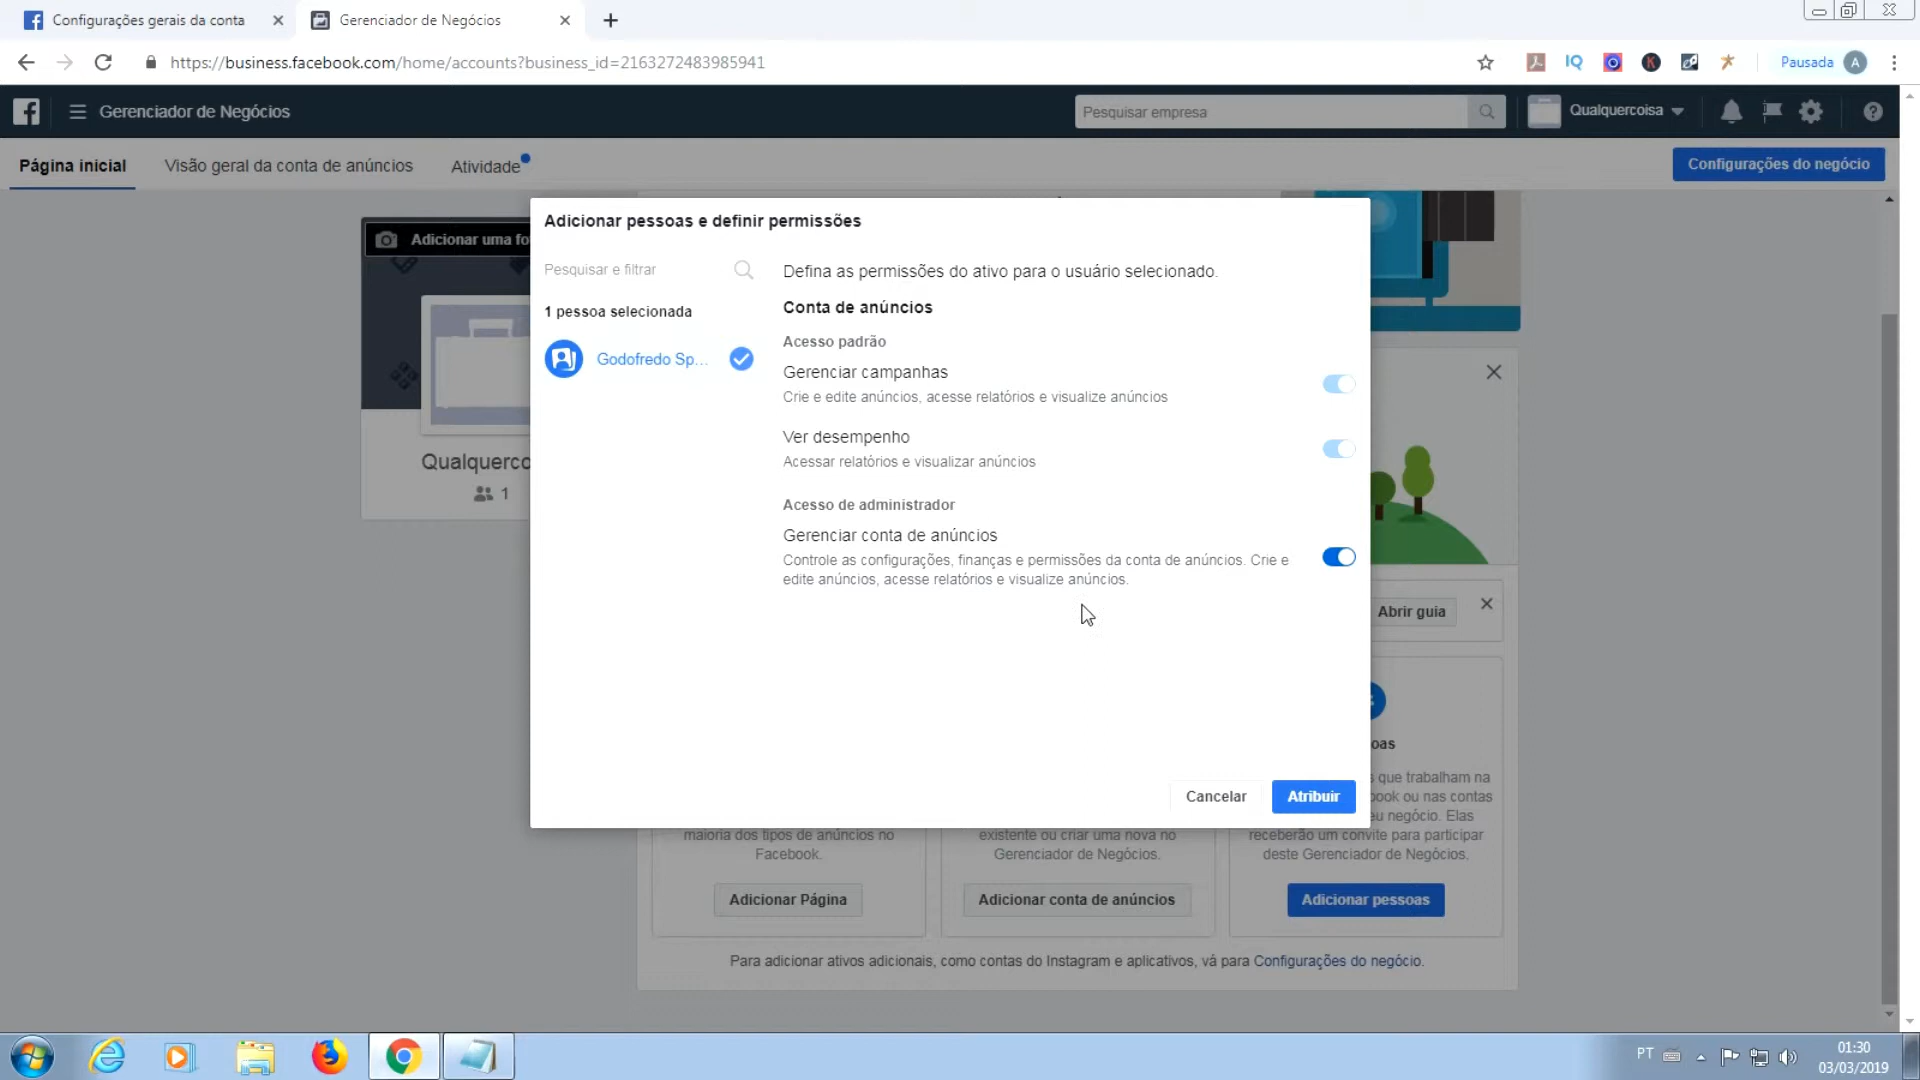 Configurações gerais da conta
Gerenciador de Negócios
https://business.facebook.com/home/accounts?business_id=2163272483985941
IQ
Pausada
A
Gerenciador de Negócios
Pesquisar empresa
Qualquercoisa
Página inicial
Visão geral da conta de anúncios
Atividade
Configurações do negócio
Adicionar uma fo
Qualquerco
1
Adicionar pessoas e definir permissões
Pesquisar e filtrar
1 pessoa selecionada
Godofredo Sp...
Defina as permissões do ativo para o usuário selecionado.
Conta de anúncios
Acesso padrão
Gerenciar campanhas
Crie e edite anúncios, acesse relatórios e visualize anúncios
Ver desempenho
Acessar relatórios e visualizar anúncios
Acesso de administrador
Gerenciar conta de anúncios
Controle as configurações, finanças e permissões da conta de anúncios. Crie e
edite anúncios, acesse relatórios e visualize anúncios.
Cancelar
Atribuir
Abrir guia
oas
que trabalham na
ook ou nas contas
eu negócio. Elas
receberão um convite para participar
deste Gerenciador de Negócios.
maioria dos tipos de anúncios no
Facebook.
existente ou criar uma nova no
Gerenciador de Negócios.
Adicionar Página
Adicionar conta de anúncios
Adicionar pessoas
Para adicionar ativos adicionais, como contas do Instagram e aplicativos, vá para Configurações do negócio.
PT
01:30
03/03/2019